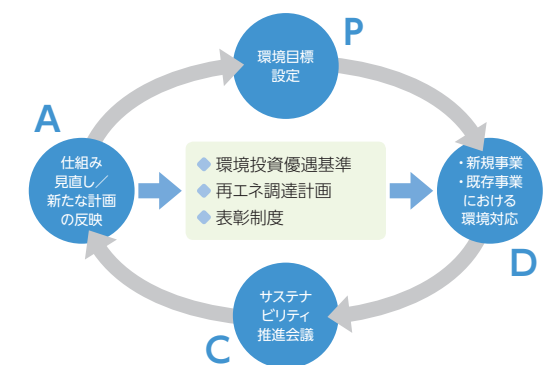 P
環境目標
設定
A
仕組み
見直し／
新たな計画
の反映
◆ 環境投資優遇基準
◆ 再エネ調達計画
◆ 表彰制度
・新規事業
・既存事業
における
環境対応
D
サステナ
ビリティ
推進会議
C